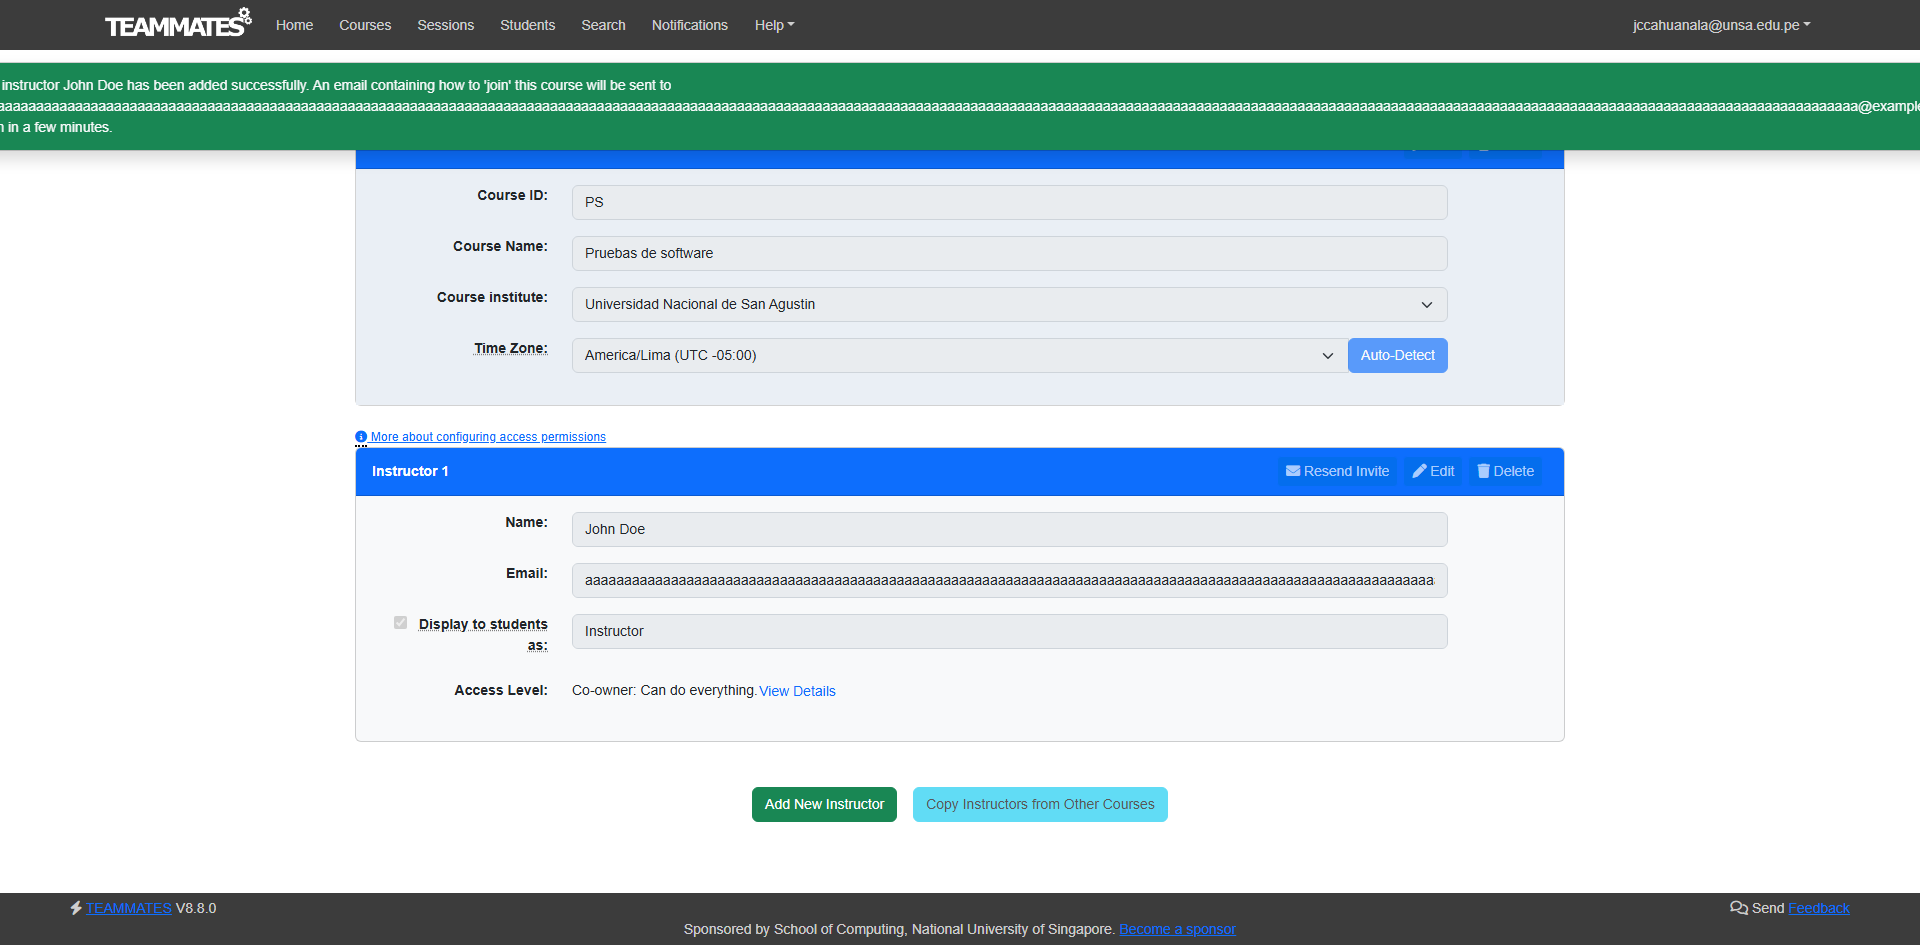 TEAMMATES Home Courses Sessions Students Search Notifications Help jccahuanala@unsa.edu.pe
instructor John Doe has been added successfully. An email containing how to 'join' this course will be sent to
in a few minutes.
Course ID: PS
Course Name: Pruebas de software
Course institute: Universidad Nacional de San Agustin
Time Zone: America/Lima (UTC -05:00) Auto-Detect
More about configuring access permissions
Instructor 1 Resend Invite Edit Delete
Name: John Doe
Email:
Display to students
as: Instructor
Access Level: Co-owner: Can do everything. View Details
Add New Instructor Copy Instructors from Other Courses
TEAMMATES V8.8.0 Send Feedback
Sponsored by School of Computing, National University of Singapore. Become a sponsor